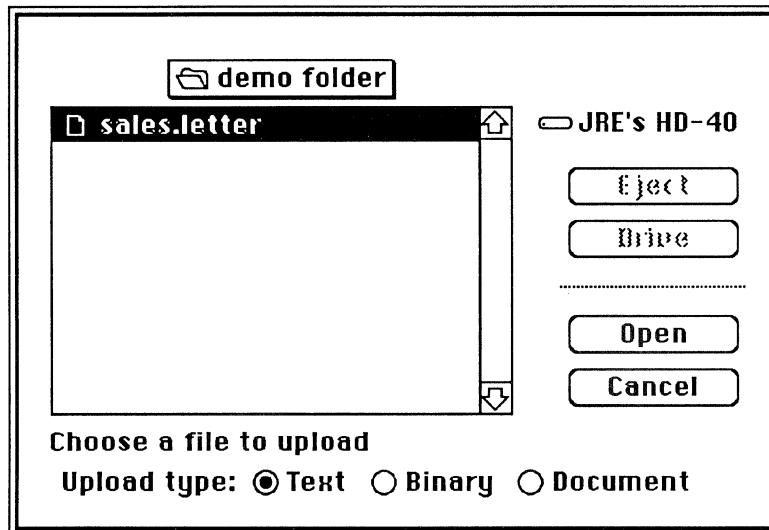 demo folder
sales.letter
JRE's HD-40
Eject
Drive
Open
Cancel
Choose a file to upload
Upload type: Text Binary Document